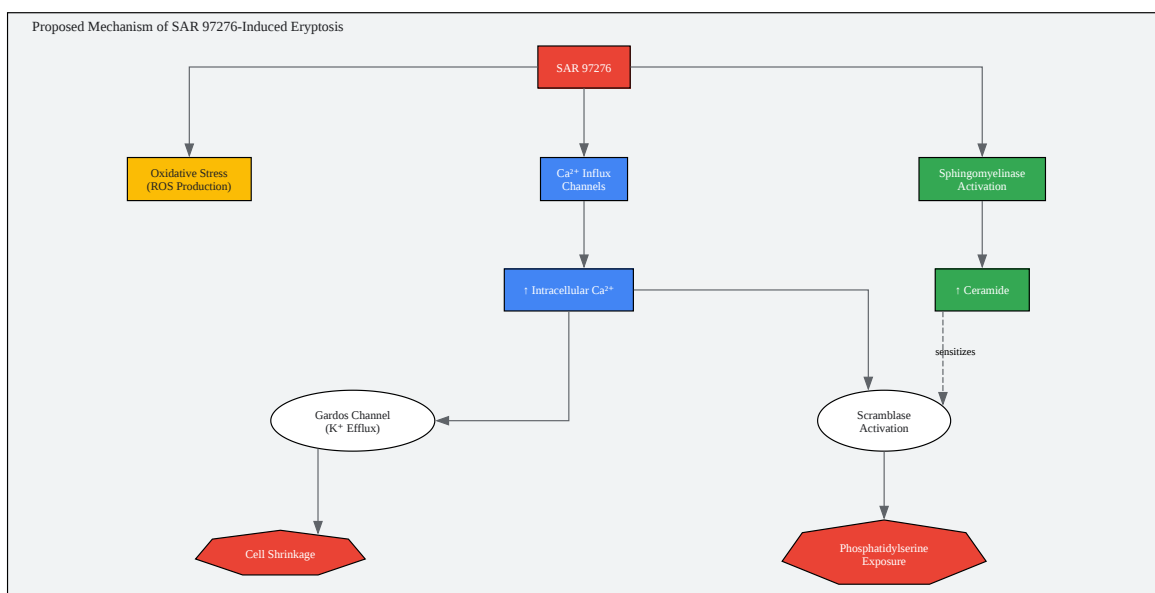 Proposed Mechanism of SAR 97276-Induced Eryptosis
SAR 97276
Oxidative Stress
(ROS Production)
Ca²⁺ Influx
Channels
Sphingomyelinase
Activation
↑ Intracellular Ca²⁺
↑ Ceramide
sensitizes
Gardos Channel
(K⁺ Efflux)
Scramblase
Activation
Cell Shrinkage
Phosphatidylserine
Exposure